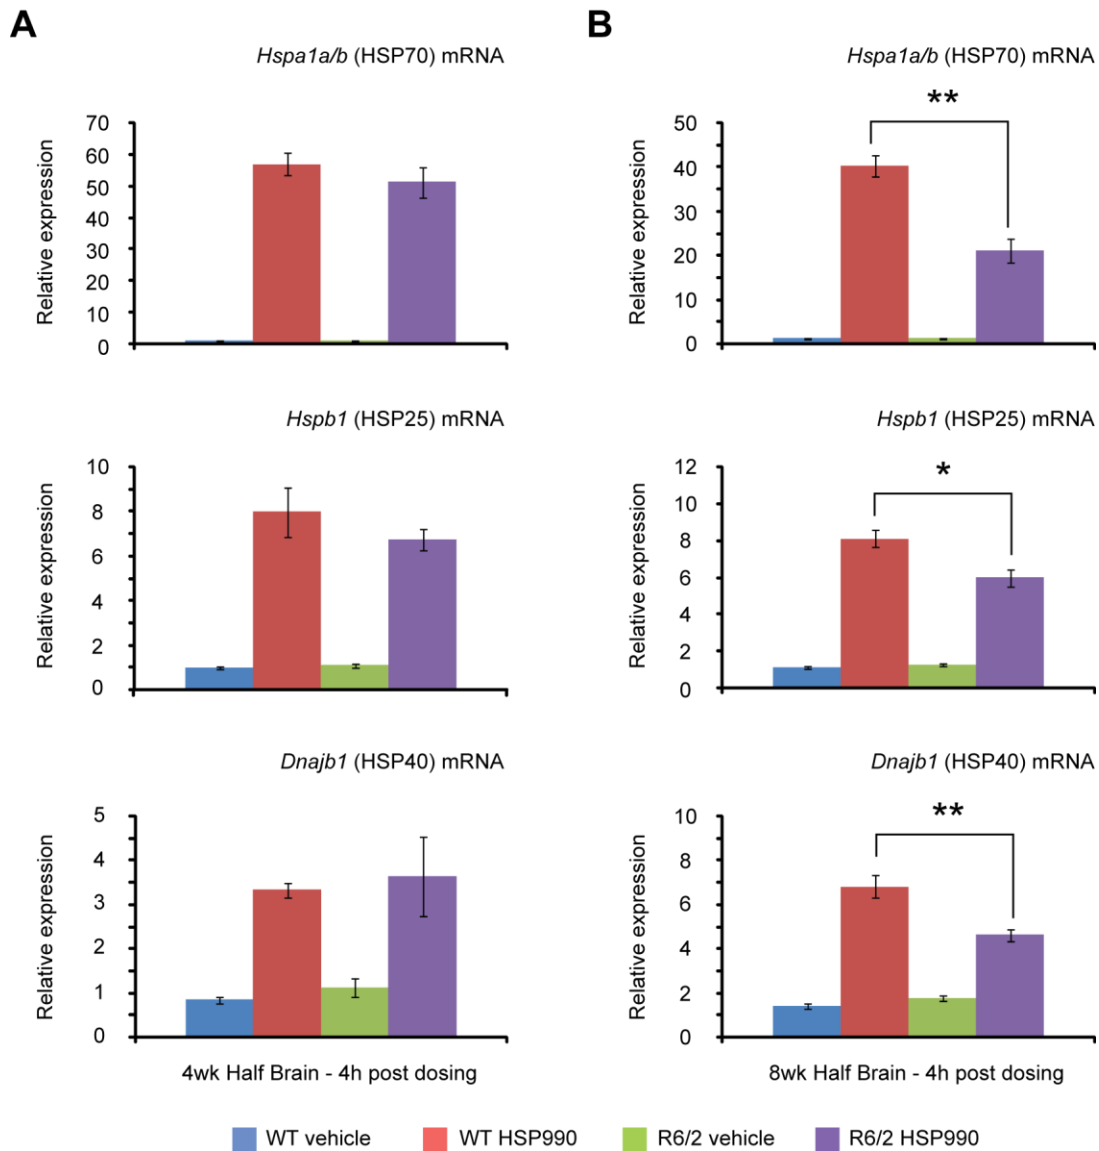 A
Hspa1a/b (HSP70) mRNA
Relative expression
70
60
50
40
30
20
10
0
Hspb1 (HSP25) mRNA
Relative expression
10
8
6
4
2
0
Dnajb1 (HSP40) mRNA
Relative expression
5
4
3
2
1
0
4wk Half Brain - 4h post dosing
B
Hspa1a/b (HSP70) mRNA
**
Relative expression
50
40
30
20
10
0
Hspb1 (HSP25) mRNA
*
Relative expression
12
10
8
6
4
2
0
Dnajb1 (HSP40) mRNA
**
Relative expression
10
8
6
4
2
0
8wk Half Brain - 4h post dosing
WT vehicle
WT HSP990
R6/2 vehicle
R6/2 HSP990